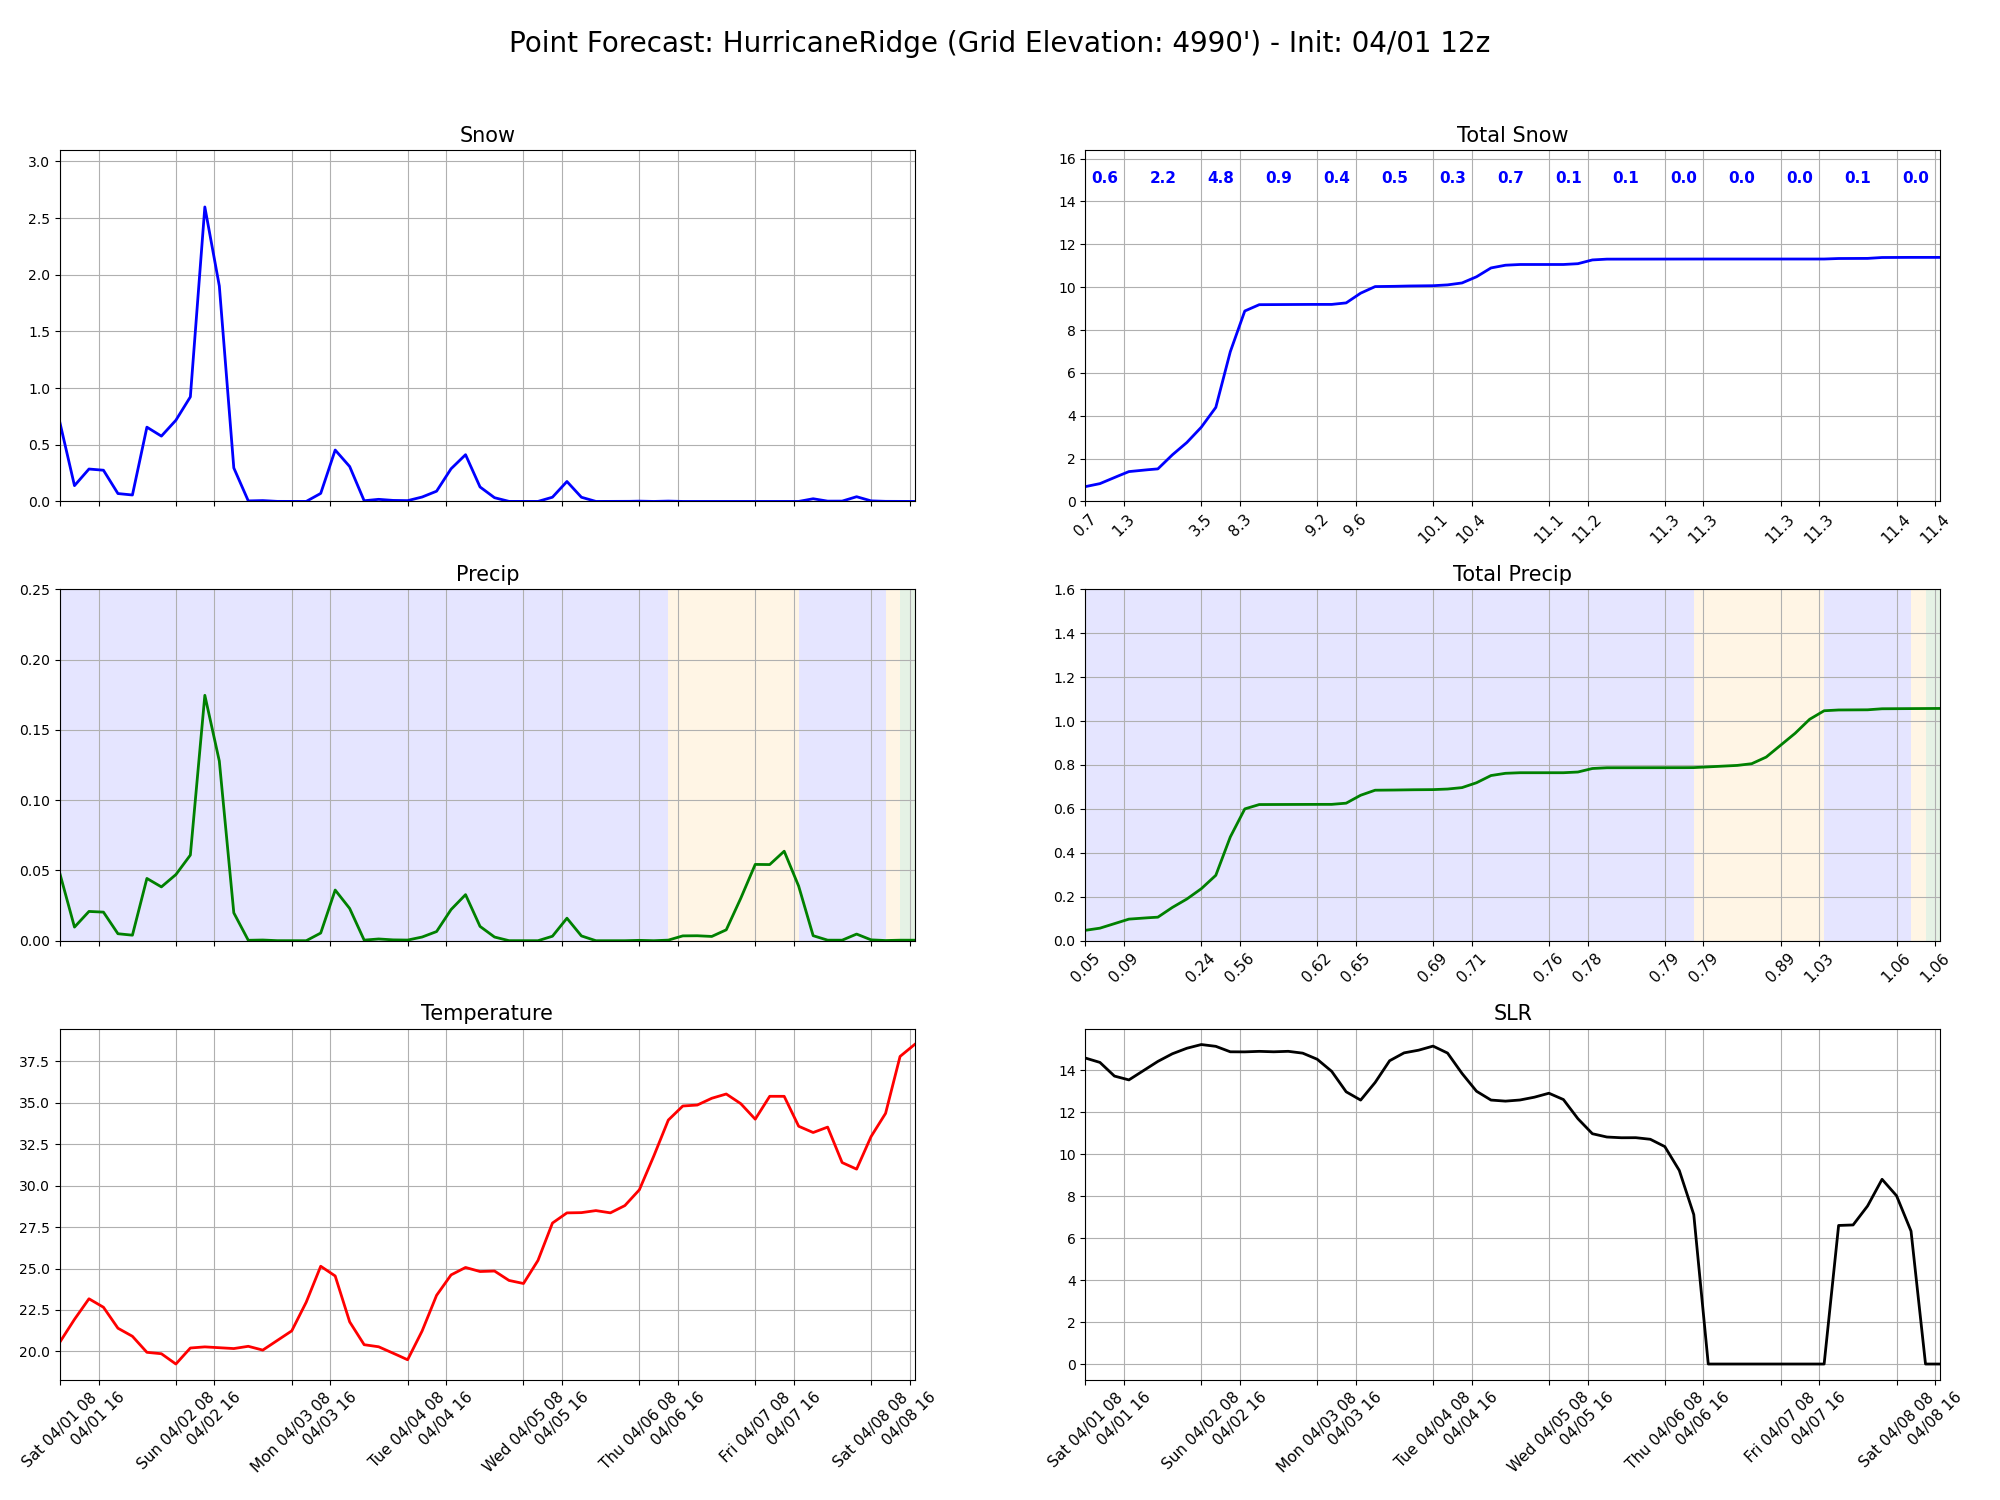 Point Forecast: HurricaneRidge (Grid Elevation: 4990') - Init: 04/01 12z
Snow
3.0
2.5
2.0
1.5
1.0
0.5
0.0
Total Snow
16
14
12
10
8
6
4
2
0
0.6 2.2 4.8 0.9 0.4 0.5 0.3 0.7 0.1 0.1 0.0 0.0 0.0 0.1 0.0
0.7 1.3 3.5 8.3 9.2 9.6 10.1 10.4 11.1 11.2 11.3 11.3 11.3 11.3 11.4 11.4
Precip
0.25
0.20
0.15
0.10
0.05
0.00
Total Precip
1.6
1.4
1.2
1.0
0.8
0.6
0.4
0.2
0.0
0.05 0.09 0.24 0.56 0.62 0.65 0.69 0.71 0.76 0.78 0.79 0.79 0.89 1.03 1.06 1.06
Temperature
37.5
35.0
32.5
30.0
27.5
25.0
22.5
20.0
Sat 04/01 08
04/01 16
Sun 04/02 08
04/02 16
Mon 04/03 08
04/03 16
Tue 04/04 08
04/04 16
Wed 04/05 08
04/05 16
Thu 04/06 08
04/06 16
Fri 04/07 08
04/07 16
Sat 04/08 08
04/08 16
SLR
14
12
10
8
6
4
2
0
Sat 04/01 08
04/01 16
Sun 04/02 08
04/02 16
Mon 04/03 08
04/03 16
Tue 04/04 08
04/04 16
Wed 04/05 08
04/05 16
Thu 04/06 08
04/06 16
Fri 04/07 08
04/07 16
Sat 04/08 08
04/08 16